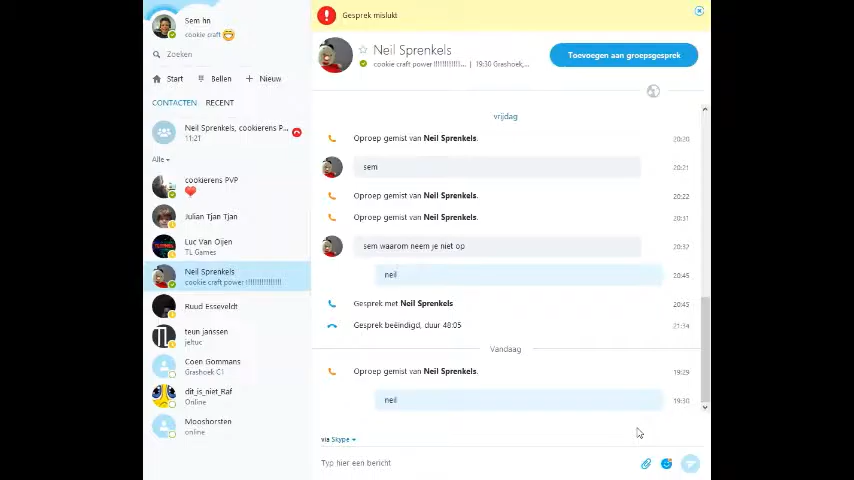 Sem hn
cookie craft
Zoeken
Start
Bellen
Nieuw
CONTACTEN
RECENT
Neil Sprenkels, cookierens P...
11:21
Alle
cookierens PVP
Julian Tjan Tjan
Luc Van Oijen
TL Games
Neil Sprenkels
cookie craft power !!!!!!!!!!!!!!!!!
Ruud Esseveldt
teun janssen
jeltuc
Coen Gommans
Grashoek C1
dit_is_niet_Raf
Online
Mooshorsten
online
Gesprek mislukt
Neil Sprenkels
cookie craft power!!!!!!!!!!!!!... | 19:30 Grashoek,...
Toevoegen aan groepsgesprek
vrijdag
Oproep gemist van Neil Sprenkels. 20:20
sem 20:21
Oproep gemist van Neil Sprenkels. 20:22
Oproep gemist van Neil Sprenkels. 20:31
sem waarom neem je niet op 20:32
neil 20:45
Gesprek met Neil Sprenkels 20:45
Gesprek beëindigd, duur 48:05 21:34
Vandaag
Oproep gemist van Neil Sprenkels. 19:29
neil 19:30
via Skype
Typ hier een bericht